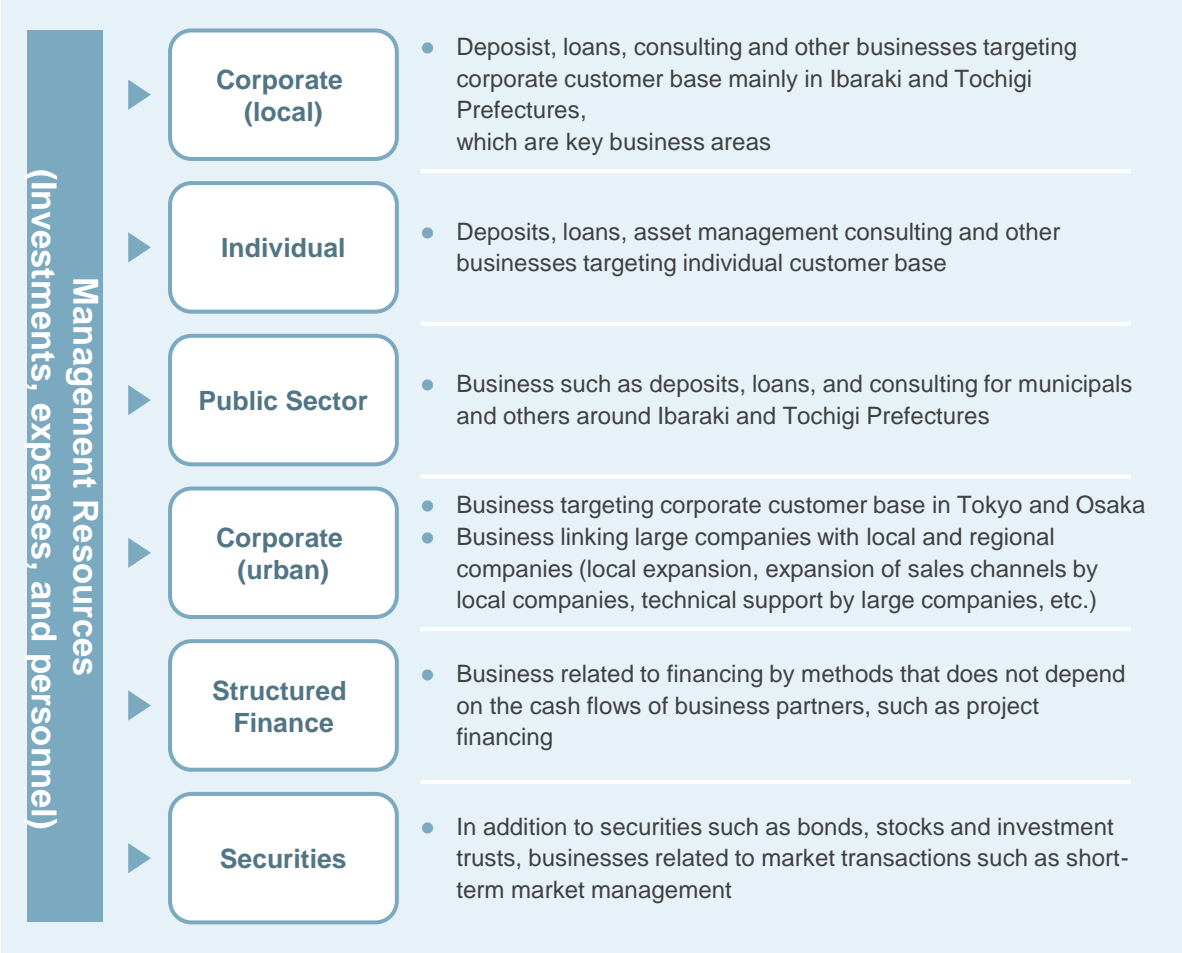 Management Resources
(Investments, expenses, and personnel)
Corporate
(local)
● Deposist, loans, consulting and other businesses targeting
corporate customer base mainly in Ibaraki and Tochigi
Prefectures,
which are key business areas
Individual
● Deposits, loans, asset management consulting and other
businesses targeting individual customer base
Public Sector
● Business such as deposits, loans, and consulting for municipals
and others around Ibaraki and Tochigi Prefectures
Corporate
(urban)
● Business targeting corporate customer base in Tokyo and Osaka
● Business linking large companies with local and regional
companies (local expansion, expansion of sales channels by
local companies, technical support by large companies, etc.)
Structured
Finance
● Business related to financing by methods that does not depend
on the cash flows of business partners, such as project
financing
Securities
● In addition to securities such as bonds, stocks and investment
trusts, businesses related to market transactions such as short-
term market management